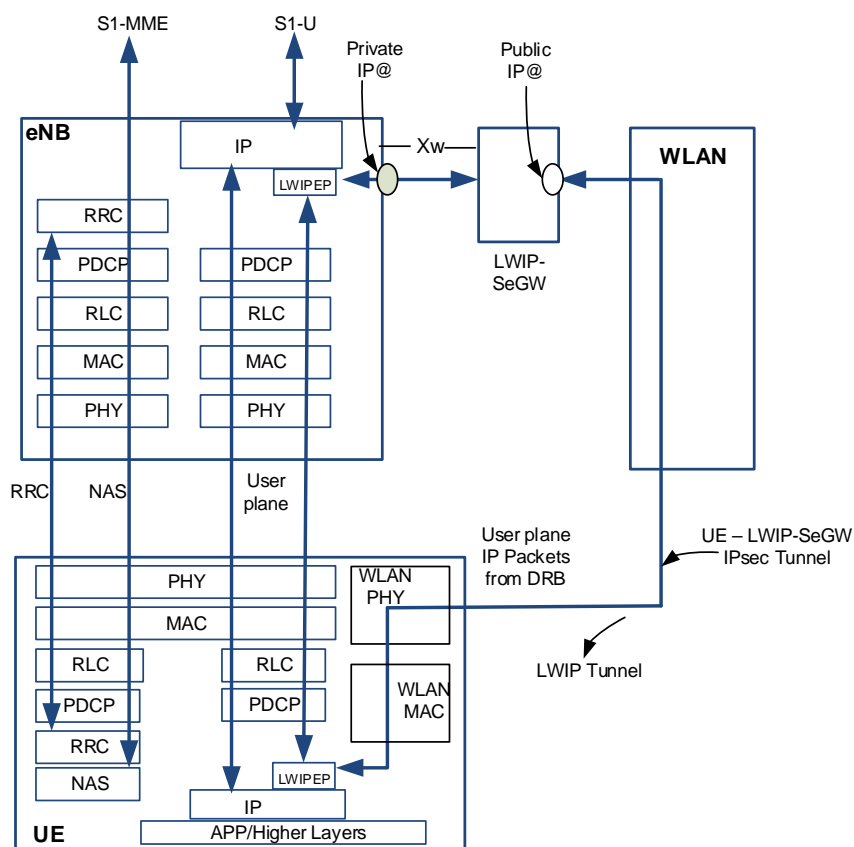 S1-MME
S1-U
Private
IP@
Public
IP@
eNB
IP
Xw
WLAN
LWIPEP
RRC
PDCP
PDCP
LWIP-
SeGW
RLC
RLC
MAC
MAC
PHY
PHY
RRC
NAS
User
plane
User plane
IP Packets
from DRB
UE – LWIP-SeGW
IPsec Tunnel
PHY
WLAN
PHY
MAC
LWIP Tunnel
RLC
RLC
WLAN
MAC
PDCP
PDCP
RRC
NAS
LWIPEP
IP
UE
APP/Higher Layers